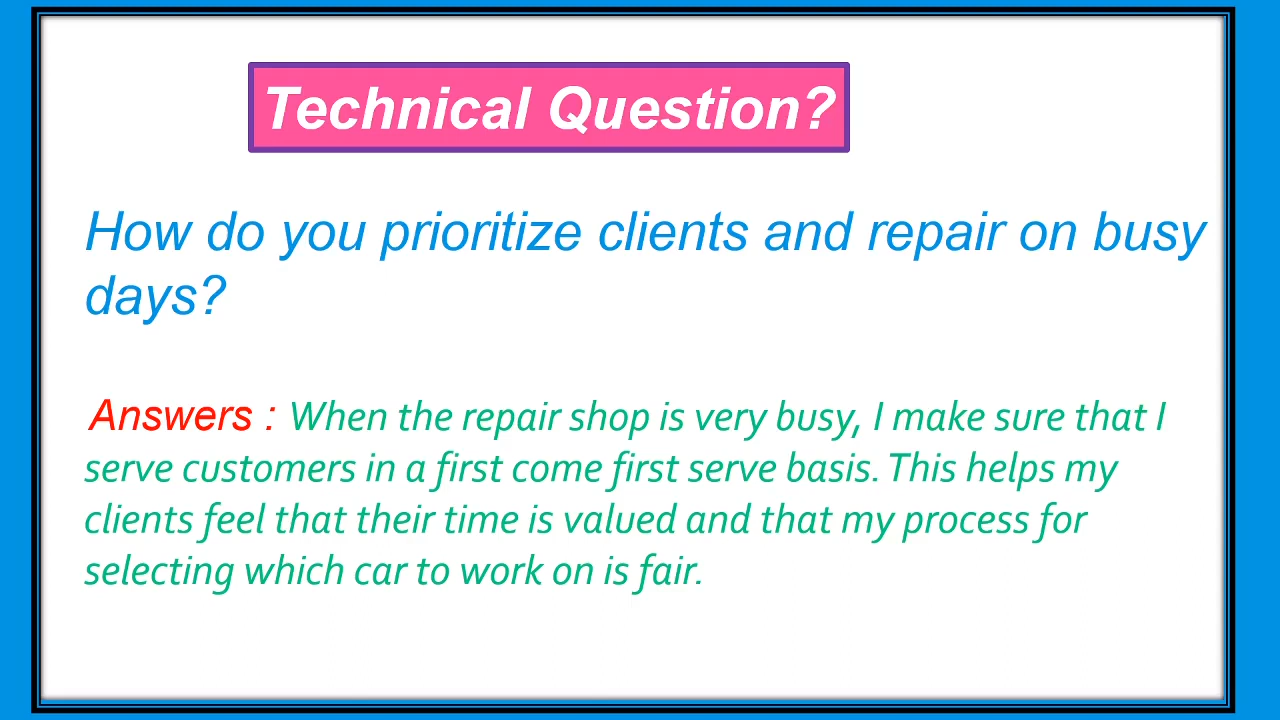 Technical Question?
How do you prioritize clients and repair on busy
days?
Answers : When the repair shop is very busy, I make sure that I
serve customers in a first come first serve basis. This helps my
clients feel that their time is valued and that my process for
selecting which car to work on is fair.